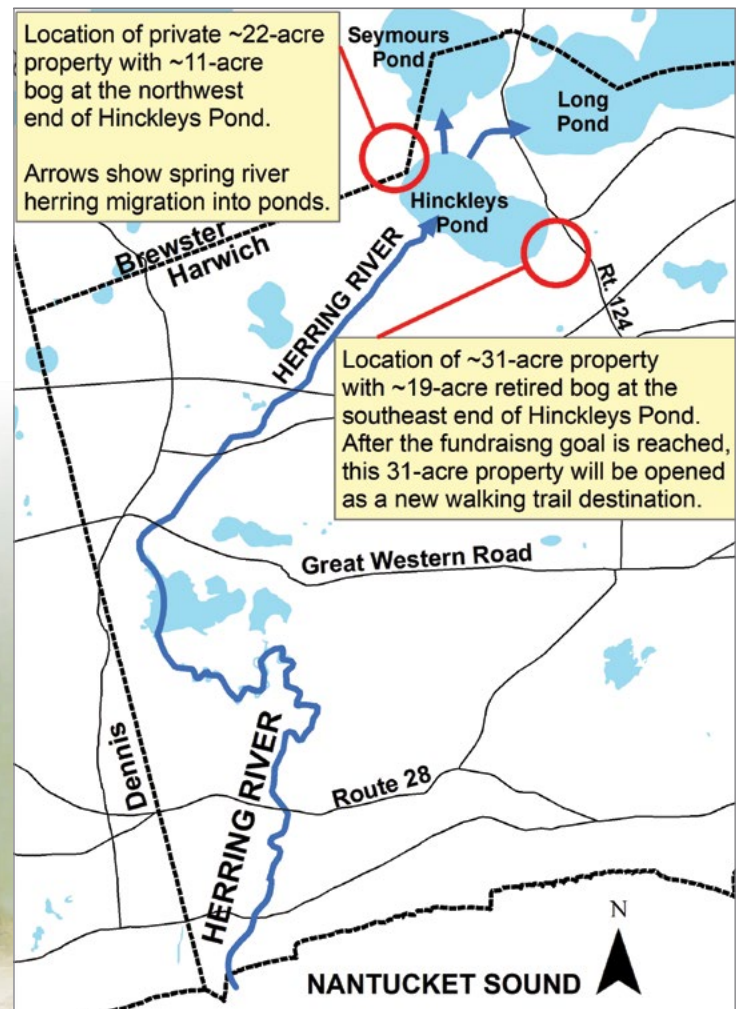 Location of private ~22-acre
property with ~11-acre
bog at the northwest
end of Hinckleys Pond.
Arrows show spring river
herring migration into ponds.
Seymours
Pond
Long
Pond
Hinckleys
Pond
Brewster
Harwich
HERRING RIVER
Rt. 124
Location of ~31-acre property
with ~19-acre retired bog at the
southeast end of Hinckleys Pond.
After the fundraisng goal is reached,
this 31-acre property will be opened
as a new walking trail destination.
Great Western Road
Dennis
HERRING RIVER
Route 28
N
NANTUCKET SOUND